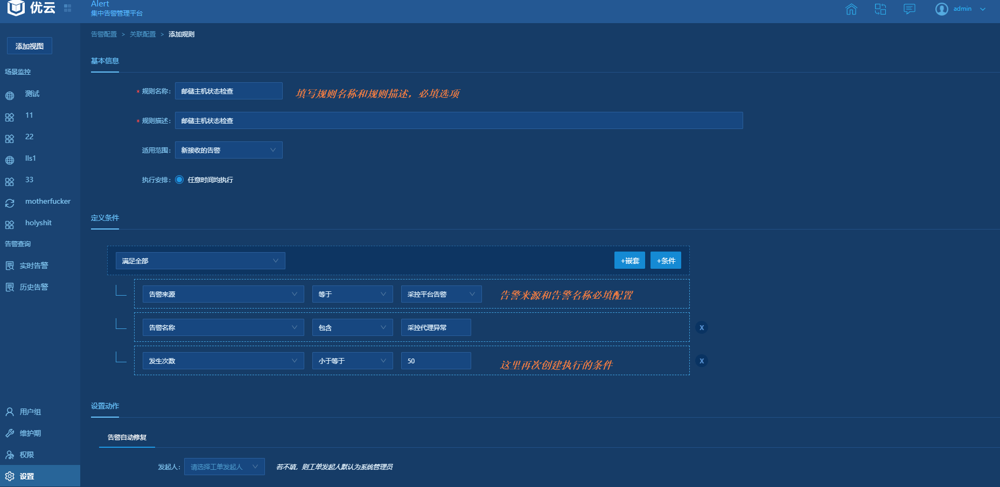 优云
Alert
集中告警管理平台
admin
添加视图
场景监控
测试
11
22
lls1
33
motherfucker
holyshit
告警查询
实时告警
历史告警
用户组
维护期
权限
设置
告警配置 > 关联配置 > 添加规则
基本信息
* 规则名称： 邮储主机状态检查 填写规则名称和规则描述，必填选项
* 规则描述： 邮储主机状态检查
适用范围： 新接收的告警
执行安排： 任意时间均执行
定义条件
满足全部 +嵌套 +条件
告警来源 等于 采控平台告警 告警来源和告警名称必填配置
告警名称 包含 采控代理异常 X
发生次数 小于等于 50 这里再次创建执行的条件 X
设置动作
告警自动修复
发起人： 请选择工单发起人 若不填，则工单发起人默认为系统管理员